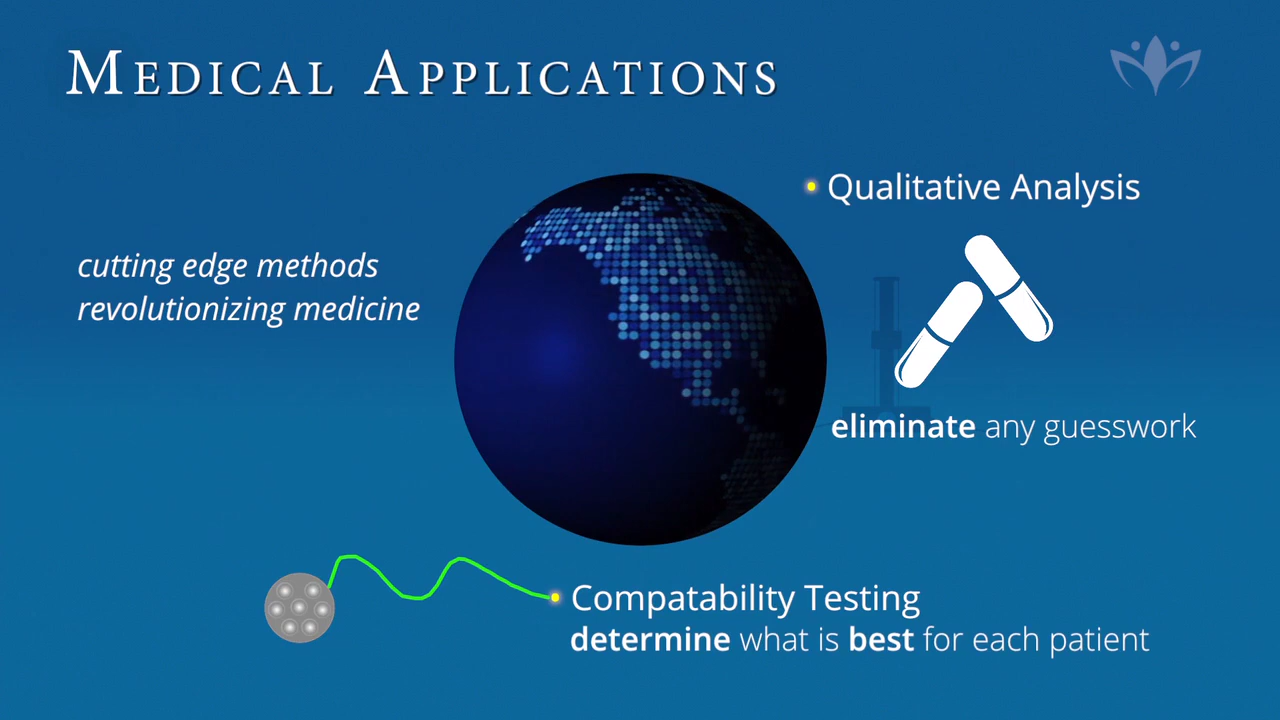 MEDICAL APPLICATIONS
Qualitative Analysis
cutting edge methods
revolutionizing medicine
eliminate any guesswork
Compatability Testing
determine what is best for each patient